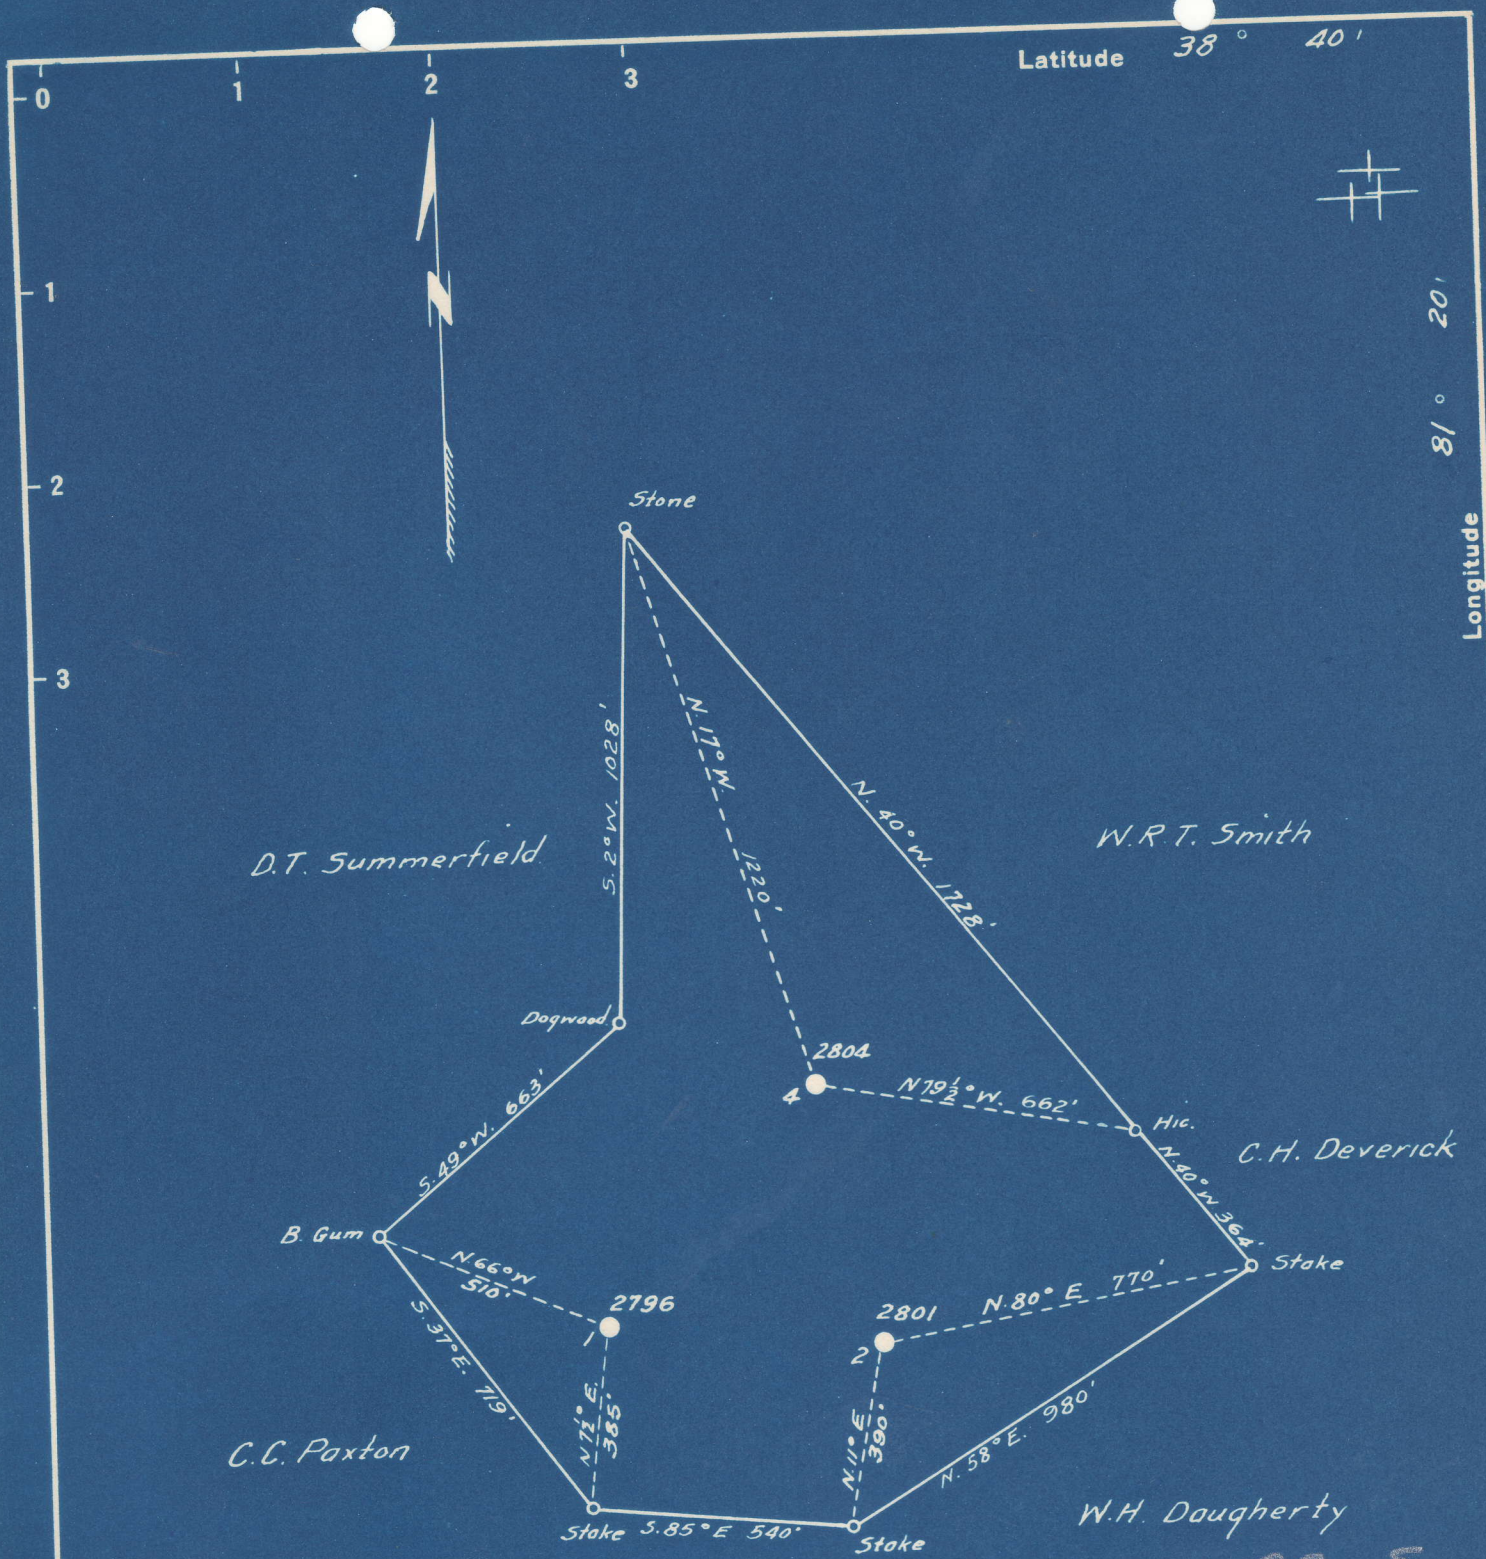 Latitude 38° 40'
0 1 2 3
1
2
3
N
81° 20'
Longitude
Stone
S. 2° W. 1028'
N. 17° W. 1220'
N. 40° W. 1728'
D.T. Summerfield
W.R.T. Smith
Dogwood
2804
4
N 79½° W. 662'
Hic.
C.H. Deverick
S. 49° W. 663'
N. 40° W 364'
B. Gum
Stake
N 66° W
510'
2796
1
2801
2
N. 80° E 770'
S. 37° E. 719'
N 7½° E.
385'
N. 11° E
390'
N. 58° E. 980'
C.C. Paxton
W.H. Daugherty
Stake S. 85° E 540' Stake